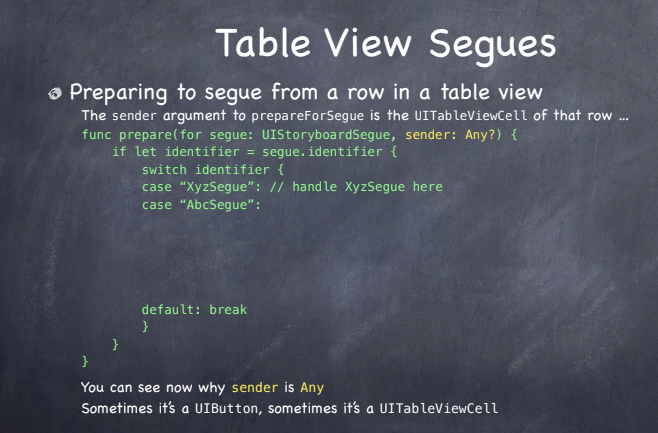 Table View Segues
Preparing to segue from a row in a table view
The sender argument to prepareForSegue is the UITableViewCell of that row ...
func prepare(for segue: UIStoryboardSegue, sender: Any?) {
if let identifier = segue.identifier {
switch identifier {
case “XyzSegue”: // handle XyzSegue here
case “AbcSegue”:
default: break
}
}
}
You can see now why sender is Any
Sometimes it's a UIButton, sometimes it's a UITableViewCell